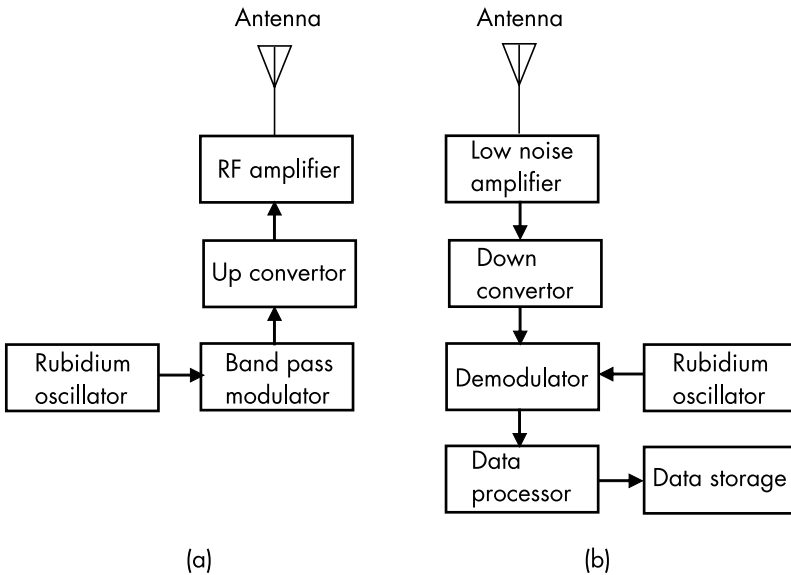 Antenna
RF amplifier
Up convertor
Rubidium
oscillator
Band pass
modulator
(a)
Antenna
Low noise
amplifier
Down
convertor
Demodulator
Rubidium
oscillator
Data
processor
Data storage
(b)